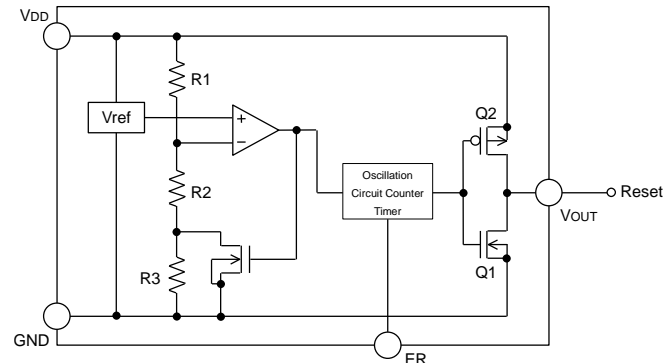 VDD
R1
Q2
Vref
+
−
Oscillation
Circuit Counter
Timer
Reset
R2
VOUT
R3
Q1
GND
ER